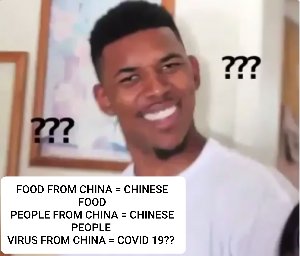 ???
???
FOOD FROM CHINA = CHINESE
FOOD
PEOPLE FROM CHINA = CHINESE
PEOPLE
VIRUS FROM CHINA = COVID 19??